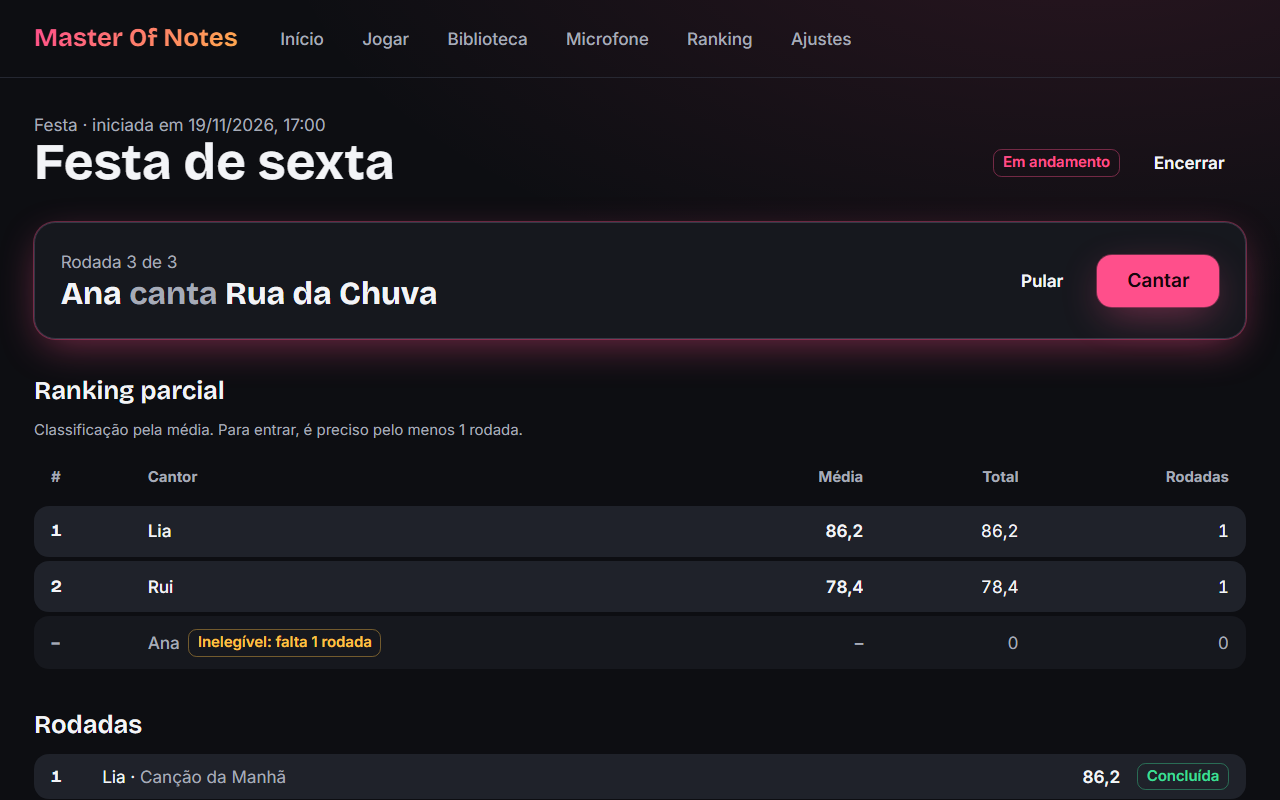 Master Of Notes Início Jogar Biblioteca Microfone Ranking Ajustes
Festa · iniciada em 19/11/2026, 17:00
Festa de sexta
Em andamento Encerrar
Rodada 3 de 3
Ana canta Rua da Chuva
Pular Cantar
Ranking parcial
Classificação pela média. Para entrar, é preciso pelo menos 1 rodada.
# Cantor Média Total Rodadas
1 Lia 86,2 86,2 1
2 Rui 78,4 78,4 1
– Ana Inelegível: falta 1 rodada – 0 0
Rodadas
1 Lia · Canção da Manhã 86,2 Concluída